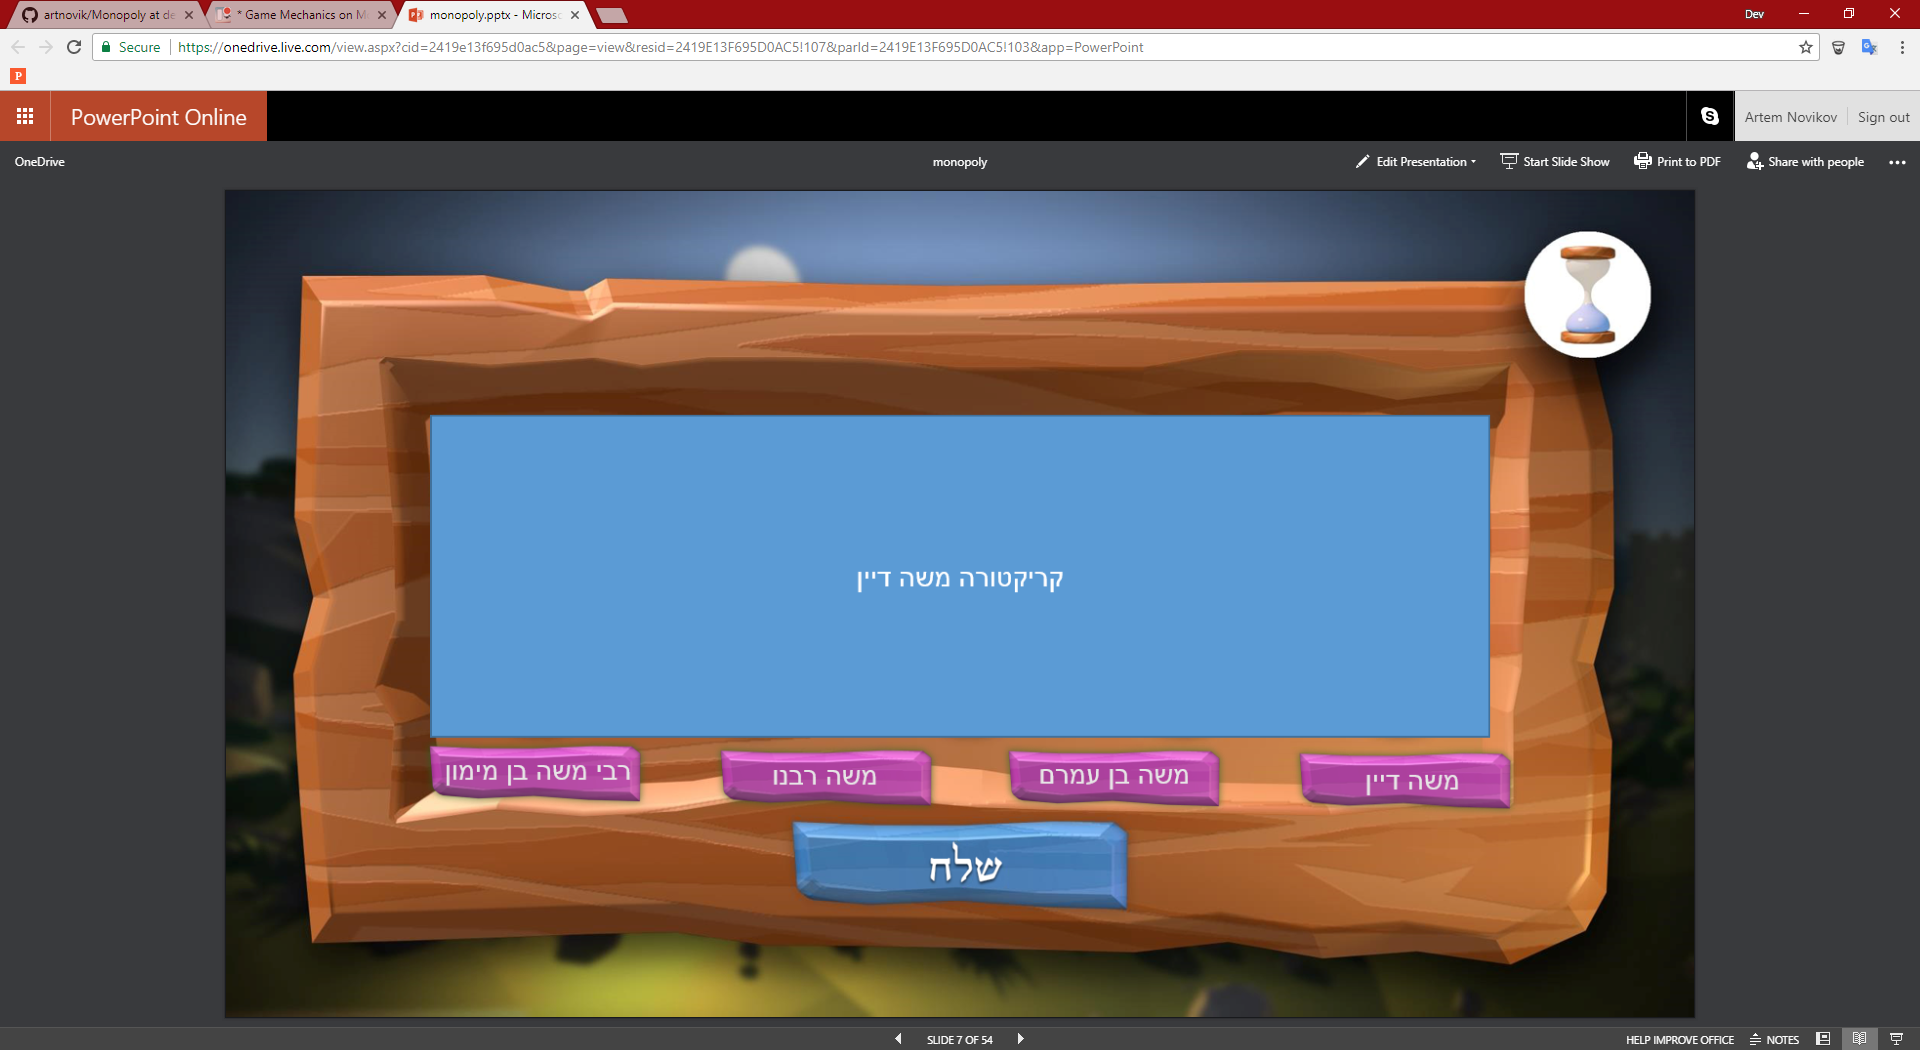 artnovik/Monopoly at de
* Game Mechanics on M
monopoly.pptx - Microso
Dev
Secure
https://onedrive.live.com/view.aspx?cid=2419e13f695d0ac5&page=view&resid=2419E13F695D0AC5!107&parId=2419E13F695D0AC5!103&app=PowerPoint
P
PowerPoint Online
Artem Novikov
Sign out
OneDrive
monopoly
Edit Presentation
Start Slide Show
Print to PDF
Share with people
קריקטורה משה דיין
משה דיין
משה בן עמרם
משה רבנו
רבי משה בן מימון
שלח
SLIDE 7 OF 54
HELP IMPROVE OFFICE
NOTES